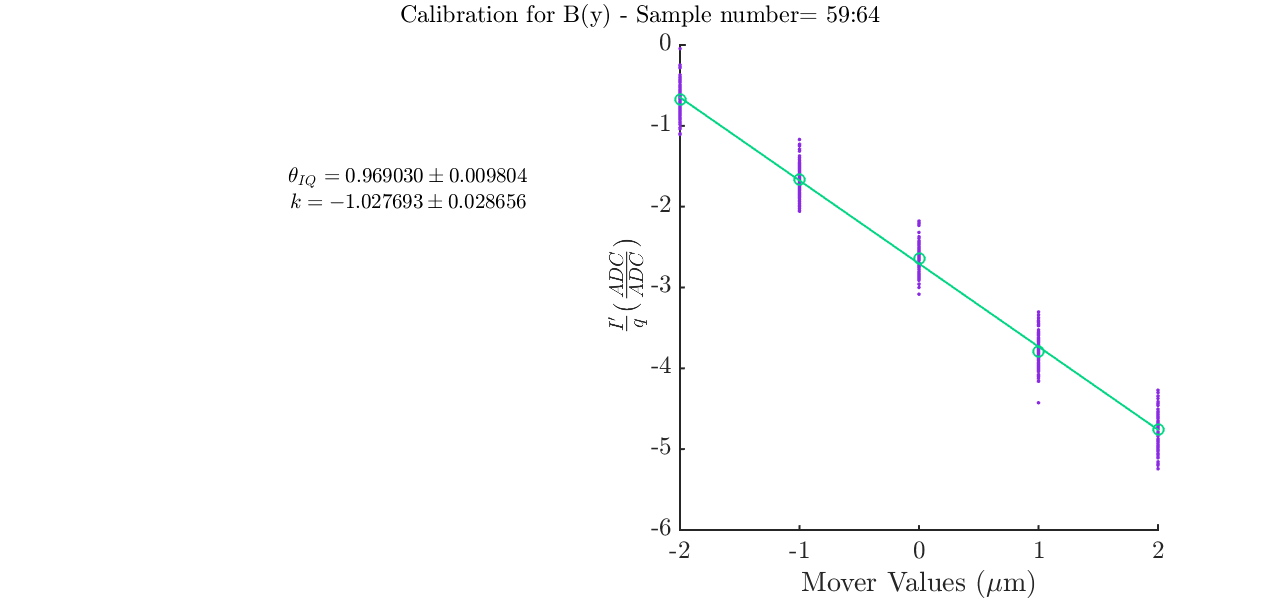 Calibration for B(y) - Sample number= 59:64
θ_IQ = 0.969030 ± 0.009804
k = −1.027693 ± 0.028656
I'/q (ADC/ADC)
0
-1
-2
-3
-4
-5
-6
-2 -1 0 1 2
Mover Values (μm)